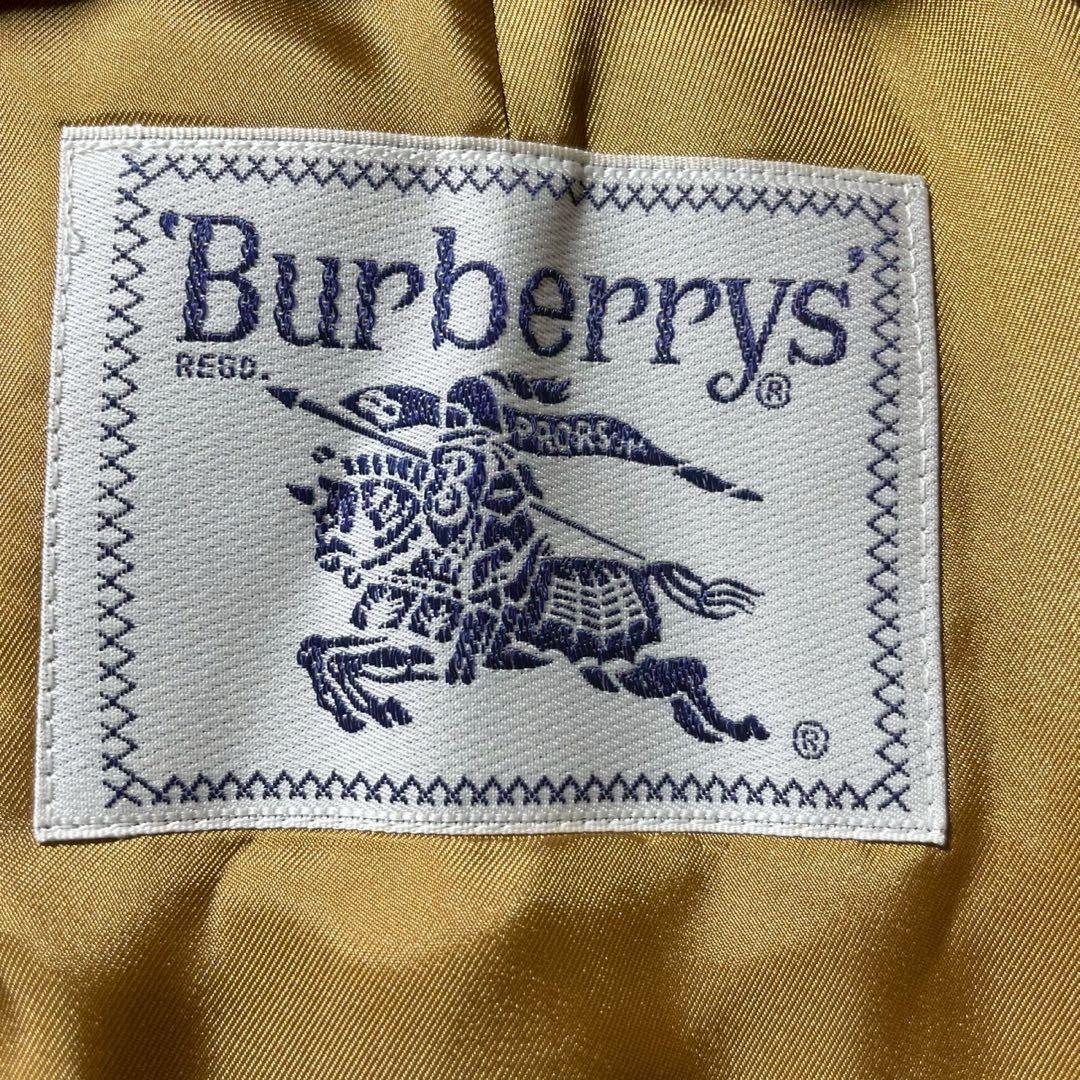 'Burberrys'
REGD. ®
B PRORSUM
B
®